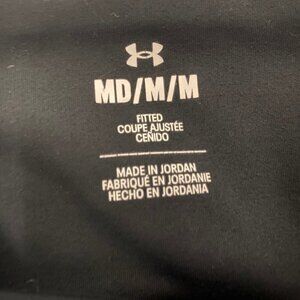 MD/M/M
FITTED
COUPE AJUSTÉE
CEÑIDO
MADE IN JORDAN
FABRIQUÉ EN JORDANIE
HECHO EN JORDANIA